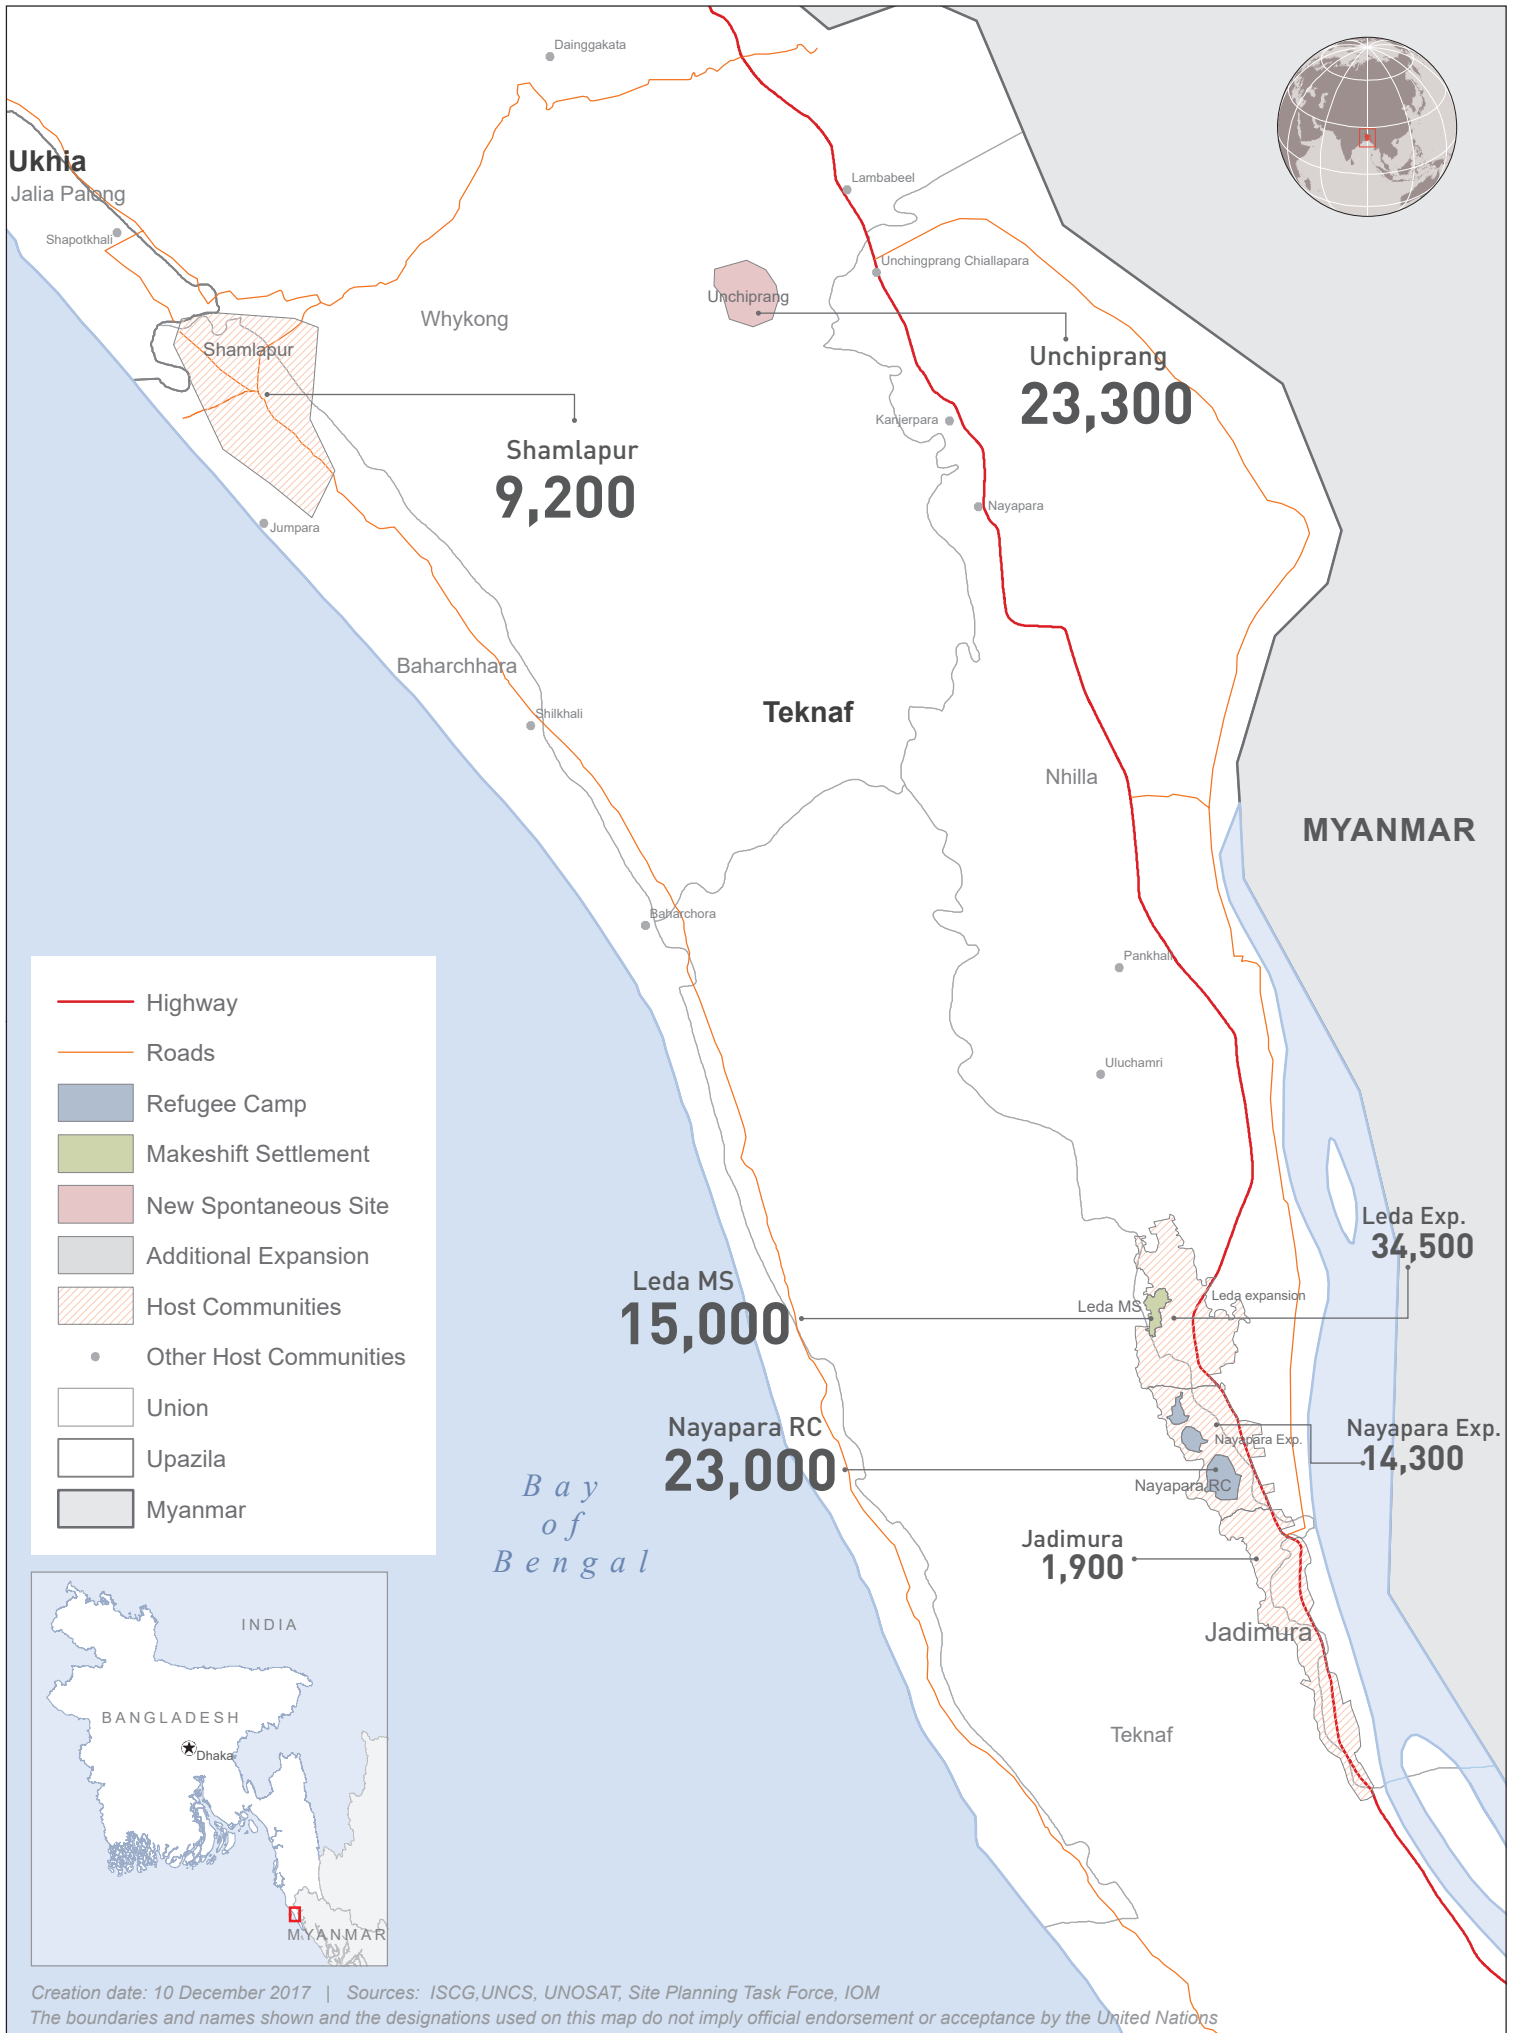 Dainggakata
Ukhia
Jalia Palong
Shapotkhali
Lambabeel
Unchingprang Chiallapara
Unchiprang
Whykong
Shamlapur
Unchiprang
23,300
Kanjerpara
Shamlapur
9,200
Nayapara
Jumpara
Baharchhara
Shilkhali
Teknaf
Nhilla
MYANMAR
Baharchora
Pankhali
Uluchamri
Highway
Roads
Refugee Camp
Makeshift Settlement
New Spontaneous Site
Additional Expansion
Host Communities
Other Host Communities
Union
Upazila
Myanmar
Leda Exp.
34,500
Leda MS
15,000
Leda MS
Leda expansion
Nayapara RC
23,000
Nayapara Exp.
Nayapara RC
Nayapara Exp.
14,300
Bay
of
Bengal
Jadimura
1,900
Jadimura
Teknaf
INDIA
BANGLADESH
Dhaka
MYANMAR
Creation date: 10 December 2017 | Sources: ISCG,UNCS, UNOSAT, Site Planning Task Force, IOM
The boundaries and names shown and the designations used on this map do not imply official endorsement or acceptance by the United Nations